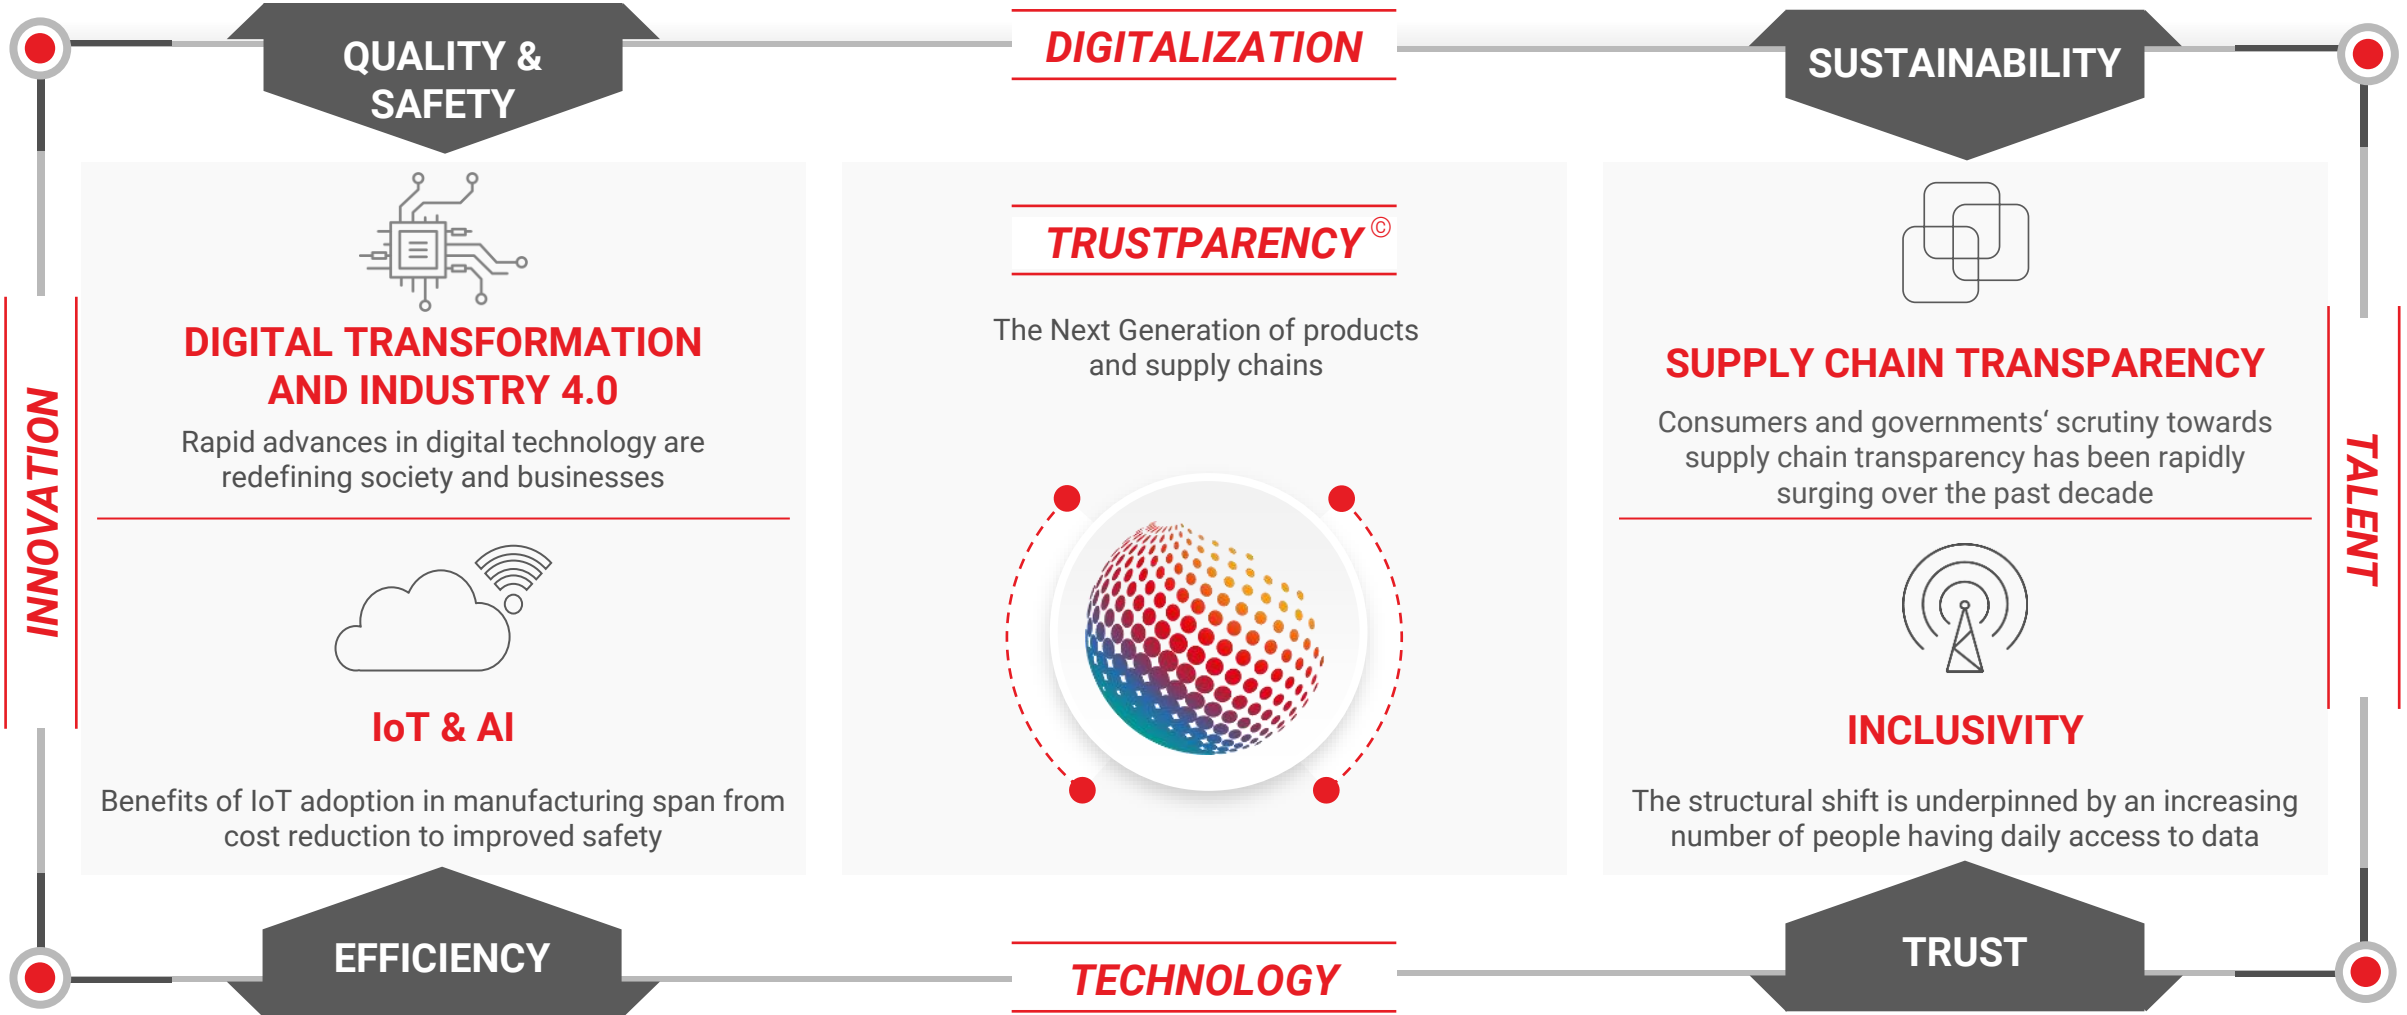 QUALITY &
SAFETY
DIGITALIZATION
SUSTAINABILITY
INNOVATION
DIGITAL TRANSFORMATION
AND INDUSTRY 4.0
Rapid advances in digital technology are
redefining society and businesses
IoT & AI
Benefits of IoT adoption in manufacturing span from
cost reduction to improved safety
TRUSTPARENCY ©
The Next Generation of products
and supply chains
SUPPLY CHAIN TRANSPARENCY
Consumers and governments‘ scrutiny towards
supply chain transparency has been rapidly
surging over the past decade
INCLUSIVITY
The structural shift is underpinned by an increasing
number of people having daily access to data
TALENT
EFFICIENCY
TECHNOLOGY
TRUST